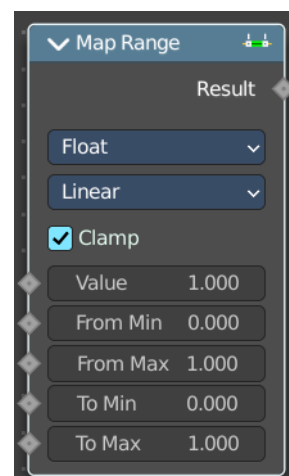 Map Range
Result
Float
Linear
Clamp
Value 1.000
From Min 0.000
From Max 1.000
To Min 0.000
To Max 1.000